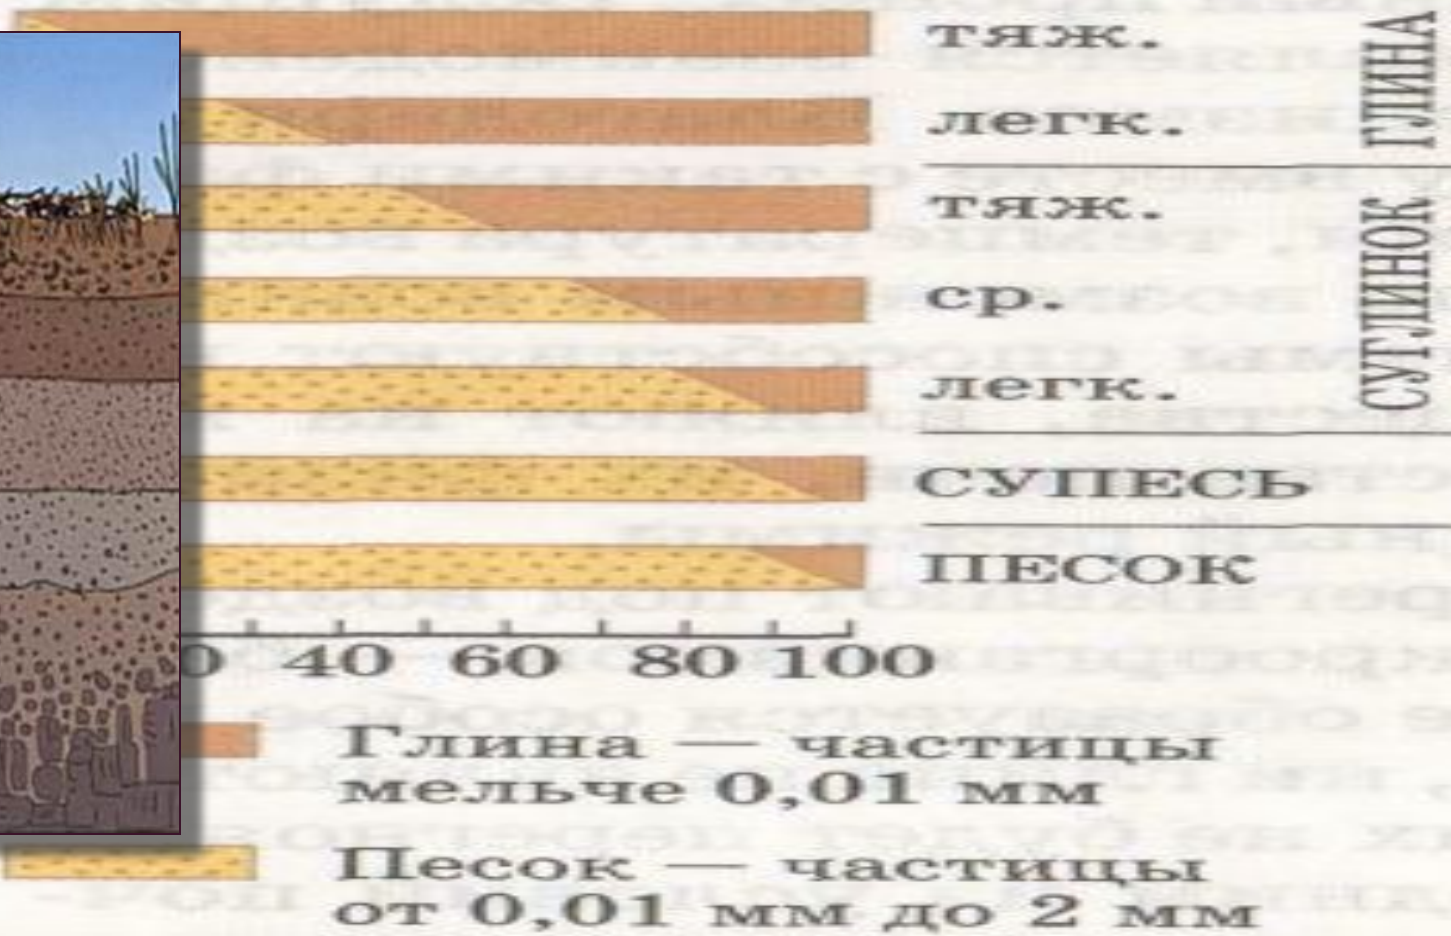 тяж.
ГЛИНА
легк.
тяж.
СУГЛИНОК
ср.
легк.
СУПЕСЬ
ПЕСОК
0 40 60 80 100
Глина — частицы
мельче 0,01 мм
Песок — частицы
от 0,01 мм до 2 мм